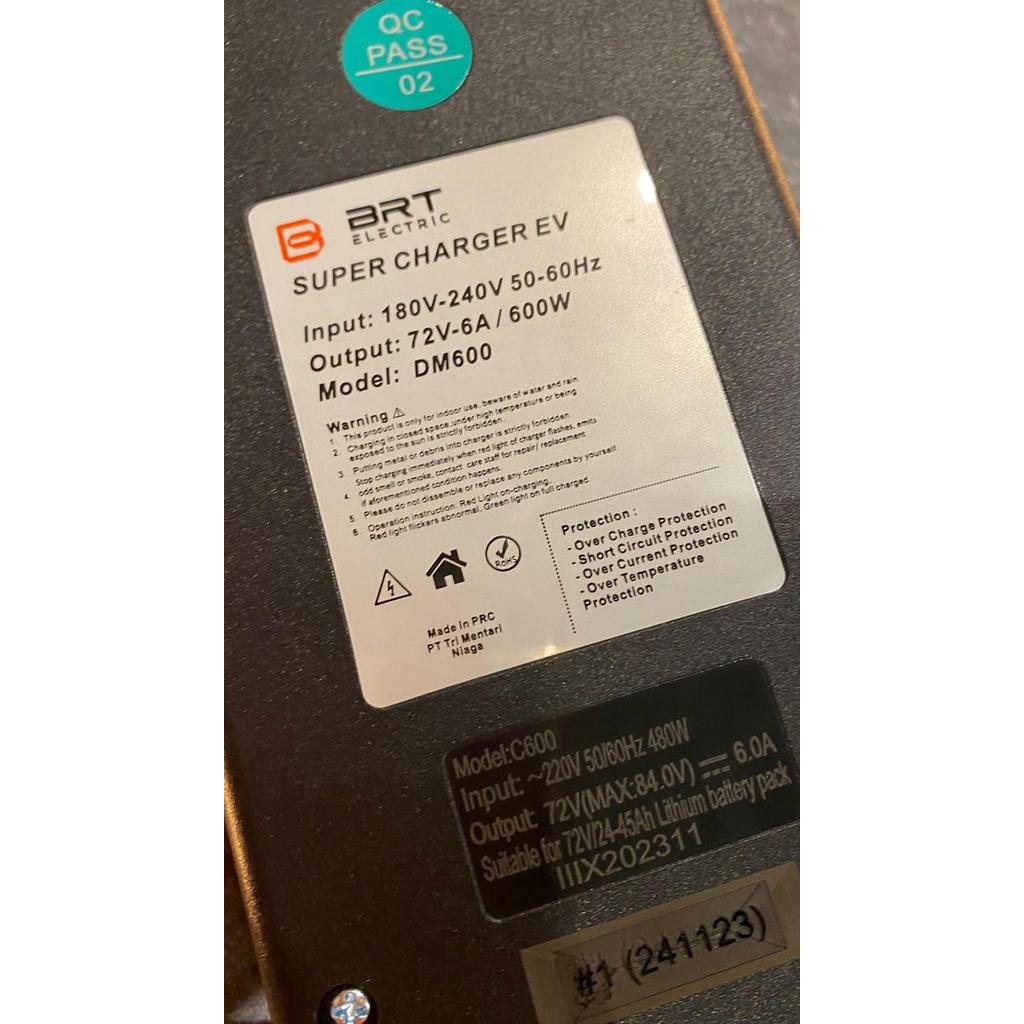 QC
PASS
02
BRT
ELECTRIC
SUPER CHARGER EV
Input: 180V-240V 50-60Hz
Output: 72V-6A / 600W
Model: DM600
Warning
1. This product is only for indoor use, beware of water and rain
2. Charging in closed space,under high temperature or being
exposed to the sun is strictly forbidden.
3. Putting metal or debris into charger is strictly forbidden
Stop charging immediately when red light of charger flashes, emits
4. odd smell or smoke, contact care staff for repair/ replacement
if aforementioned condition happens.
5. Please do not dissemble or replace any components by yourself
6. Operation instruction: Red Light on-charging,
Red light flickers abnormal. Green light on full charged
RoHS
Made in PRC
PT Tri Mentari
Niaga
Protection :
- Over Charge Protection
- Short Circuit Protection
- Over Current Protection
- Over Temperature
Protection
Model:C600
Input: ~220V 50/60Hz 480W
Output: 72V(MAX:84.0V) ⎓ 6.0A
Suitable for 72V/24-45Ah Lithium battery pack
IIIX202311
#1 (241123)